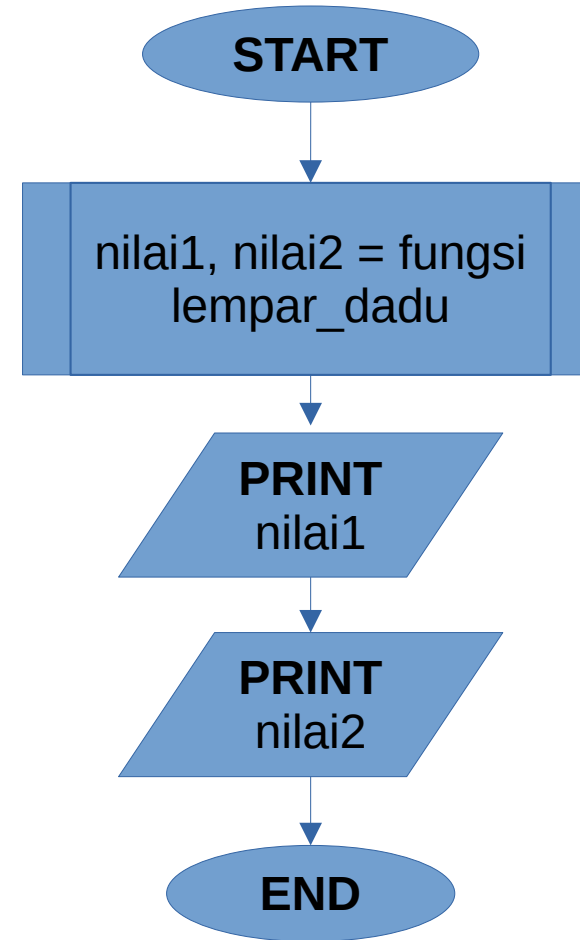 START
nilai1, nilai2 = fungsi
lempar_dadu
PRINT
nilai1
PRINT
nilai2
END